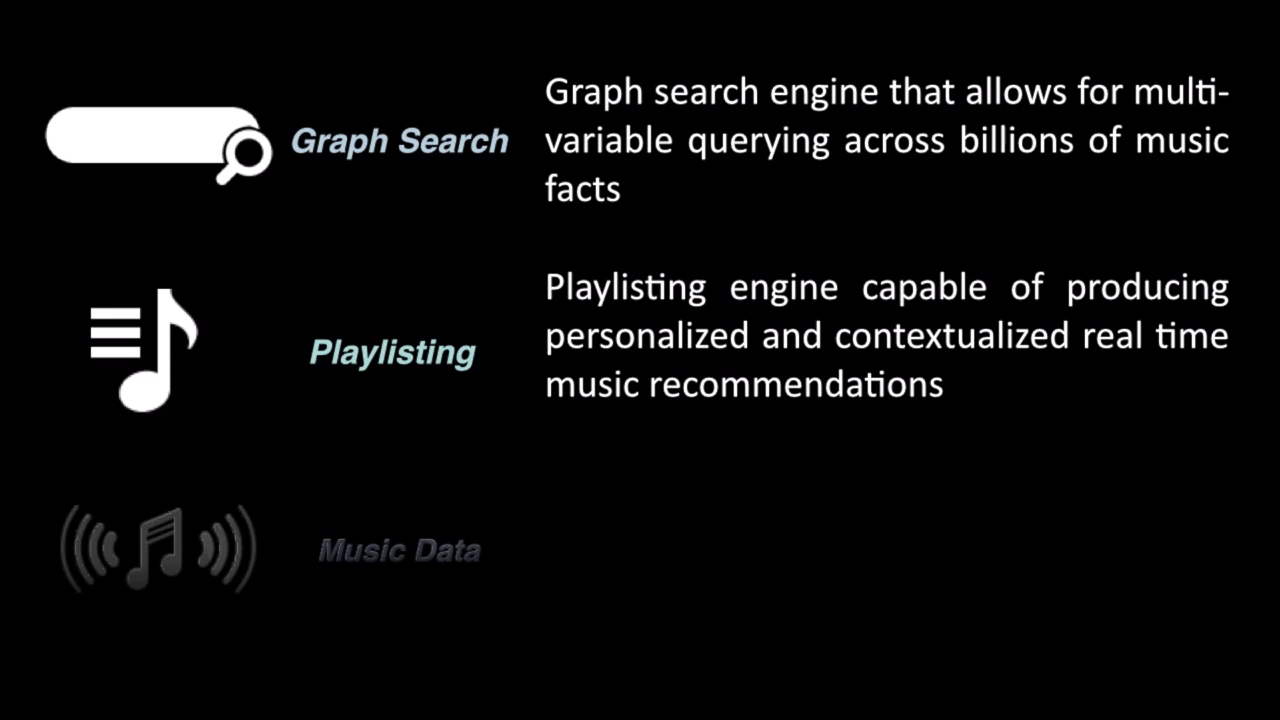 Graph Search
Graph search engine that allows for multi-
variable querying across billions of music
facts
Playlisting
Playlisting engine capable of producing
personalized and contextualized real time
music recommendations
Music Data